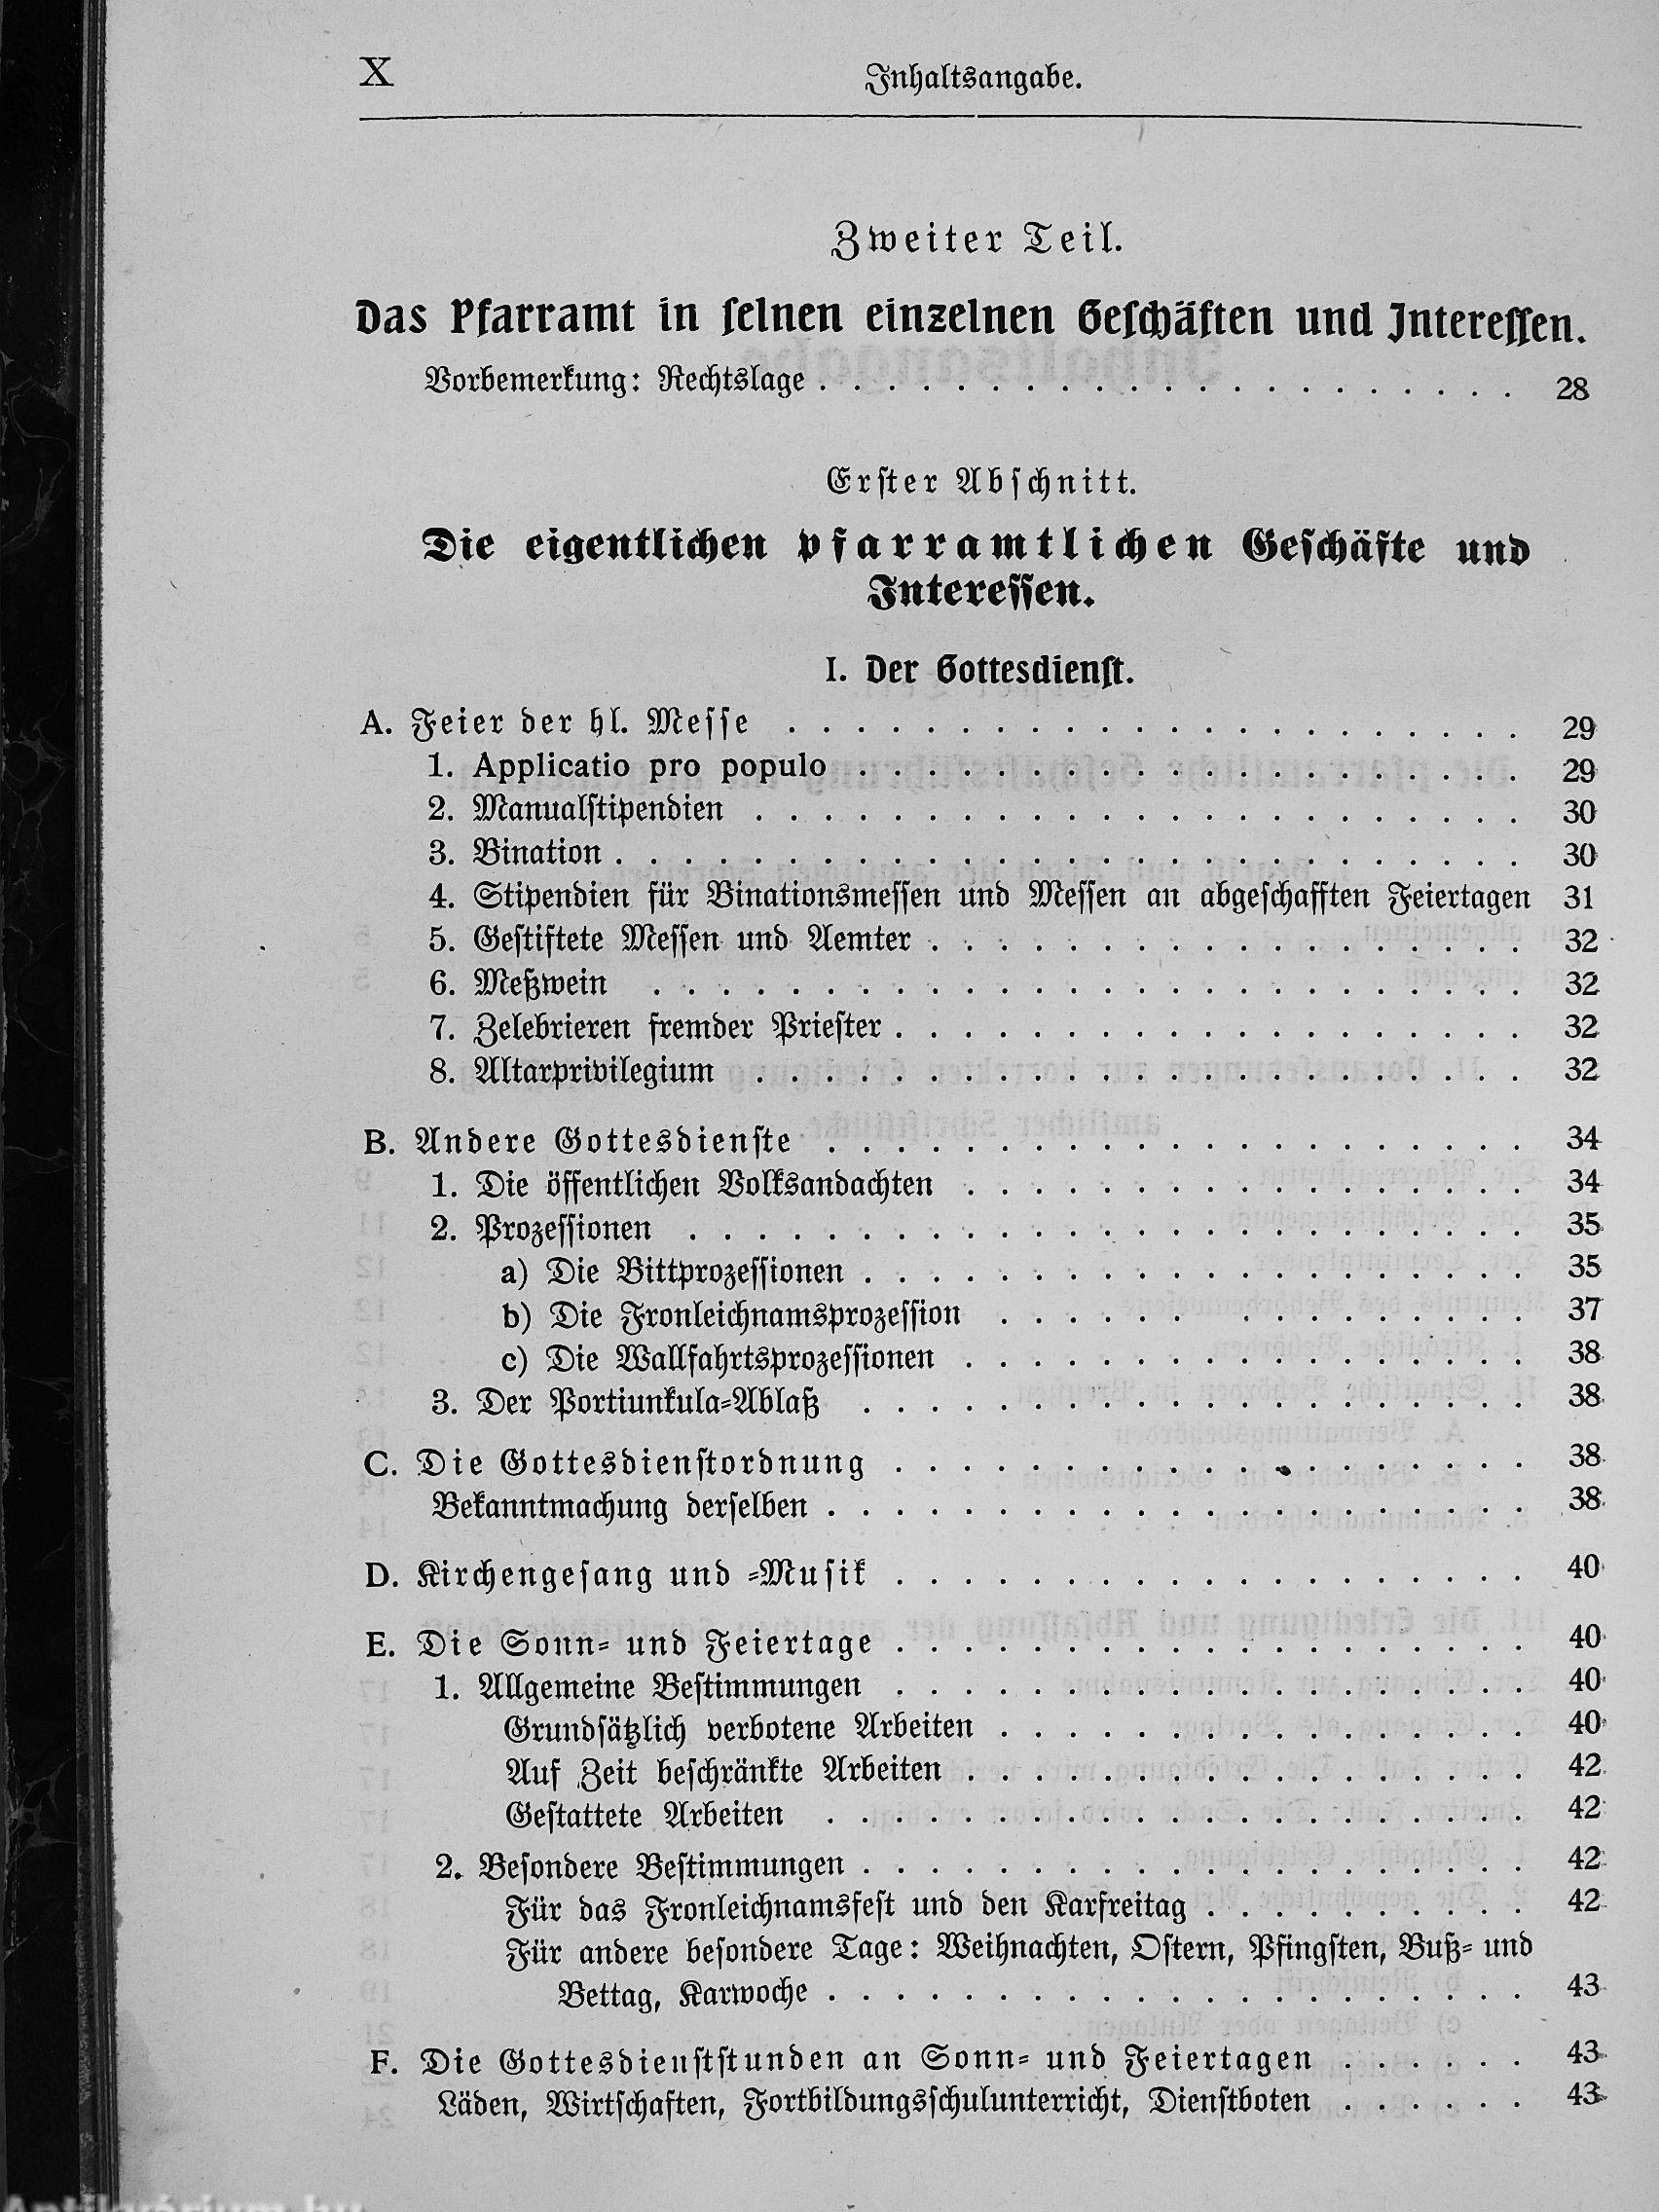 X Inhaltsangabe.
Zweiter Teil.
Das Pfarramt in seinen einzelnen Geschäften und Interessen.
Vorbemerkung: Rechtslage . . . . . . . . . . . . . . . . . . . . . 28
Erster Abschnitt.
Die eigentlichen pfarramtlichen Geschäfte und
Interessen.
I. Der Gottesdienst.
A. Feier der hl. Messe . . . . . . . . . . . . . . . . . . . . . . 29
1. Applicatio pro populo . . . . . . . . . . . . . . . . . . . . 29
2. Manualstipendien . . . . . . . . . . . . . . . . . . . . . . . 30
3. Bination . . . . . . . . . . . . . . . . . . . . . . . . . . . 30
4. Stipendien für Binationsmessen und Messen an abgeschafften Feiertagen 31
5. Gestiftete Messen und Aemter . . . . . . . . . . . . . . . . . . 32
6. Meßwein . . . . . . . . . . . . . . . . . . . . . . . . . . 32
7. Zelebrieren fremder Priester . . . . . . . . . . . . . . . . . . . 32
8. Altarprivilegium . . . . . . . . . . . . . . . . . . . . . . . 32
B. Andere Gottesdienste . . . . . . . . . . . . . . . . . . . . . 34
1. Die öffentlichen Volksandachten . . . . . . . . . . . . . . . . . 34
2. Prozessionen . . . . . . . . . . . . . . . . . . . . . . . . . 35
a) Die Bittprozessionen . . . . . . . . . . . . . . . . . . . . 35
b) Die Fronleichnamsprozession . . . . . . . . . . . . . . . . 37
c) Die Wallfahrtsprozessionen . . . . . . . . . . . . . . . . . 38
3. Der Portiunkula-Ablaß . . . . . . . . . . . . . . . . . . . . 38
C. Die Gottesdienstordnung . . . . . . . . . . . . . . . . . . . 38
Bekanntmachung derselben . . . . . . . . . . . . . . . . . . . . . 38
D. Kirchengesang und -Musik . . . . . . . . . . . . . . . . . . . 40
E. Die Sonn- und Feiertage . . . . . . . . . . . . . . . . . . . 40
1. Allgemeine Bestimmungen . . . . . . . . . . . . . . . . . . . 40
Grundsätzlich verbotene Arbeiten . . . . . . . . . . . . . . . . 40
Auf Zeit beschränkte Arbeiten . . . . . . . . . . . . . . . . . 42
Gestattete Arbeiten . . . . . . . . . . . . . . . . . . . . . 42
2. Besondere Bestimmungen . . . . . . . . . . . . . . . . . . . . 42
Für das Fronleichnamsfest und den Karfreitag . . . . . . . . . . 42
Für andere besondere Tage: Weihnachten, Ostern, Pfingsten, Buß- und
Bettag, Karwoche . . . . . . . . . . . . . . . . . . . . . 43
F. Die Gottesdienststunden an Sonn- und Feiertagen . . . . . . 43
Läden, Wirtschaften, Fortbildungsschulunterricht, Dienstboten . . . . . . 43